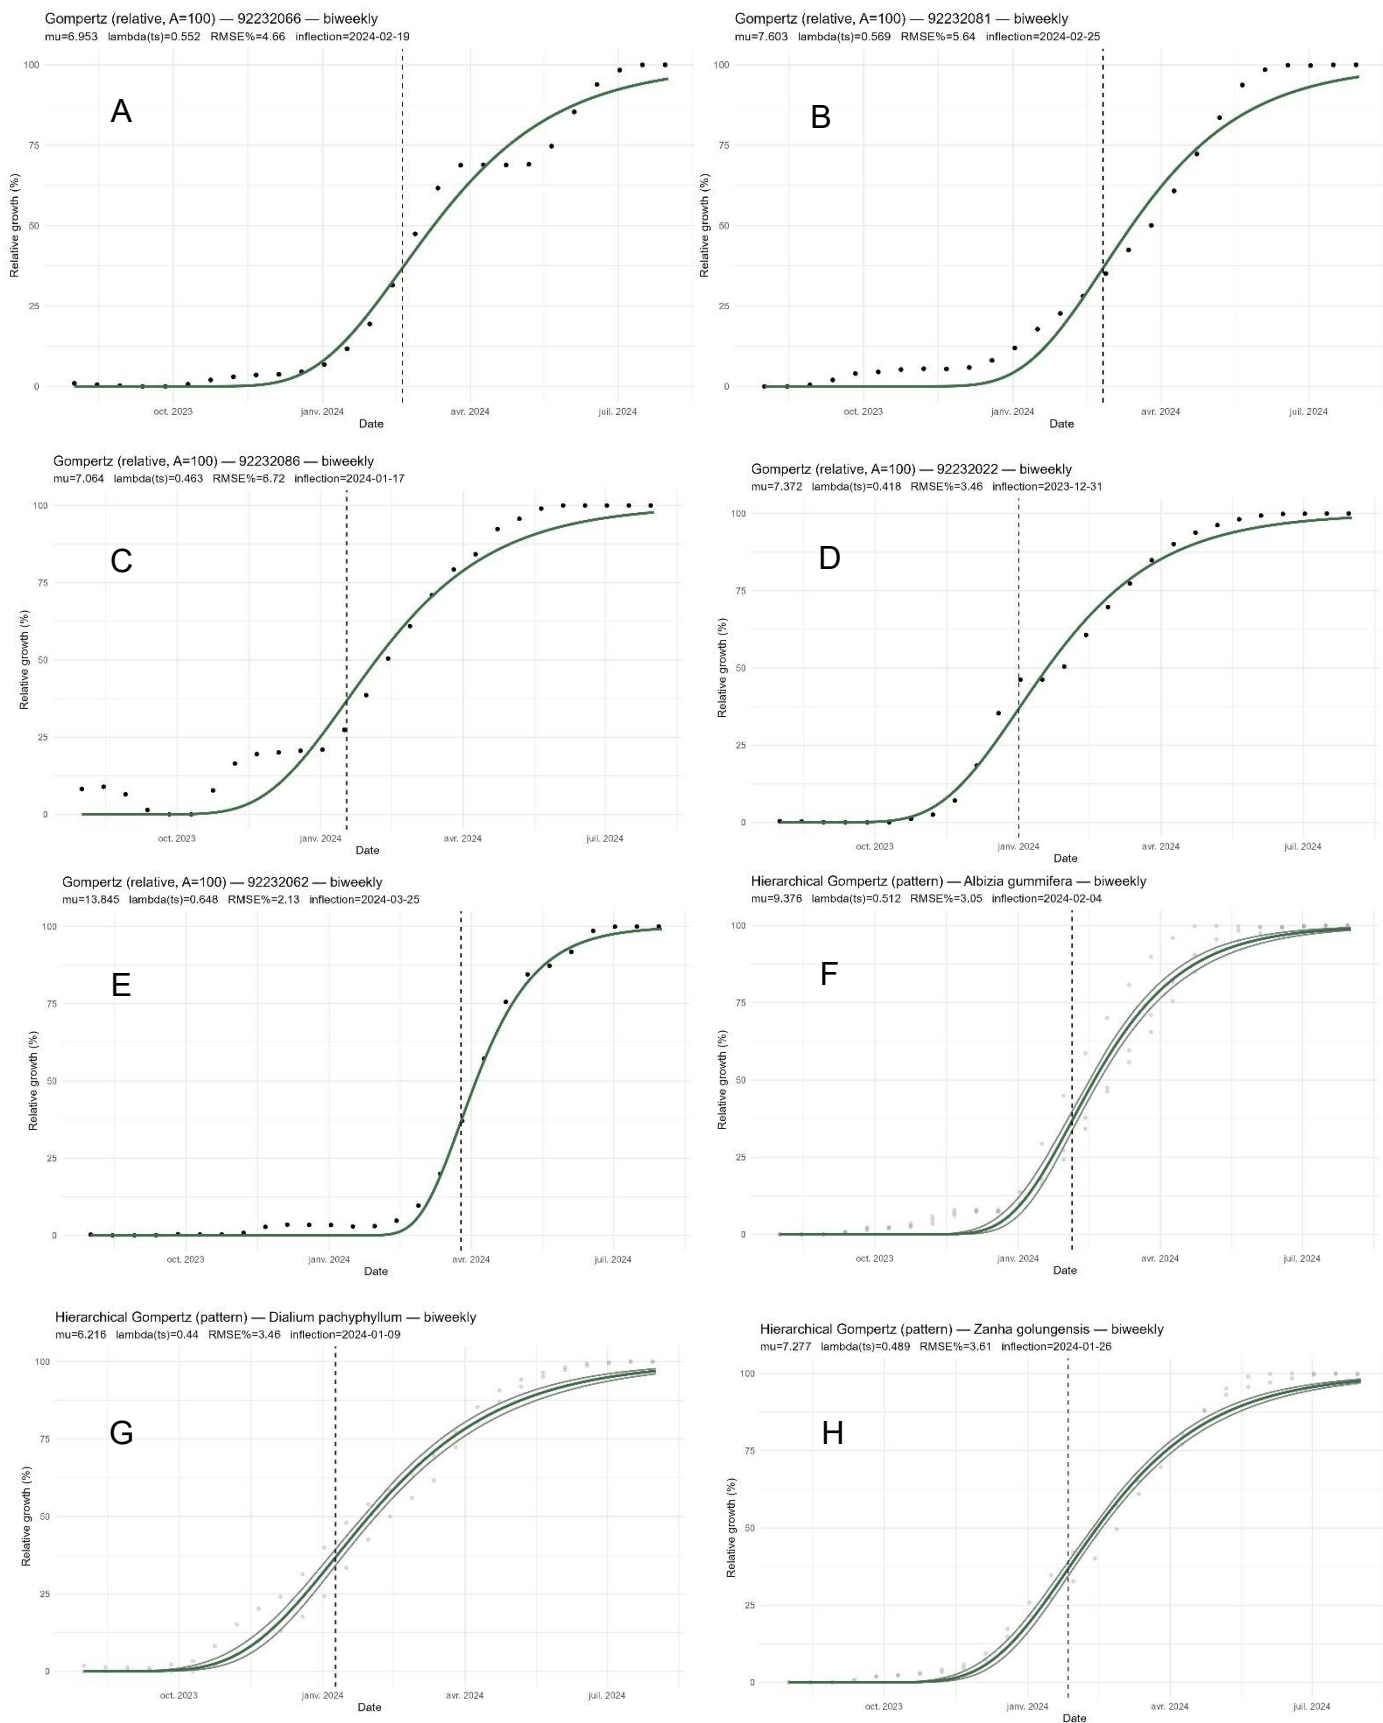 Gompertz (relative, A=100) — 92232066 — biweekly
mu=6.953 lambda(ts)=0.552 RMSE%=4.66 inflection=2024-02-19
A
Relative growth (%)
100
75
50
25
0
oct. 2023 janv. 2024 avr. 2024 juil. 2024
Date
Gompertz (relative, A=100) — 92232081 — biweekly
mu=7.603 lambda(ts)=0.569 RMSE%=5.64 inflection=2024-02-25
B
Relative growth (%)
100
75
50
25
0
oct. 2023 janv. 2024 avr. 2024 juil. 2024
Date
Gompertz (relative, A=100) — 92232086 — biweekly
mu=7.064 lambda(ts)=0.463 RMSE%=6.72 inflection=2024-01-17
C
Relative growth (%)
100
75
50
25
0
oct. 2023 janv. 2024 avr. 2024 juil. 2024
Date
Gompertz (relative, A=100) — 92232022 — biweekly
mu=7.372 lambda(ts)=0.418 RMSE%=3.46 inflection=2023-12-31
D
Relative growth (%)
100
75
50
25
0
oct. 2023 janv. 2024 avr. 2024 juil. 2024
Date
Gompertz (relative, A=100) — 92232062 — biweekly
mu=13.845 lambda(ts)=0.648 RMSE%=2.13 inflection=2024-03-25
E
Relative growth (%)
100
75
50
25
0
oct. 2023 janv. 2024 avr. 2024 juil. 2024
Date
Hierarchical Gompertz (pattern) — Albizia gummifera — biweekly
mu=9.376 lambda(ts)=0.512 RMSE%=3.05 inflection=2024-02-04
F
Relative growth (%)
100
75
50
25
0
oct. 2023 janv. 2024 avr. 2024 juil. 2024
Date
Hierarchical Gompertz (pattern) — Dialium pachyphyllum — biweekly
mu=6.216 lambda(ts)=0.44 RMSE%=3.46 inflection=2024-01-09
G
Relative growth (%)
100
75
50
25
0
oct. 2023 janv. 2024 avr. 2024 juil. 2024
Date
Hierarchical Gompertz (pattern) — Zanha golungensis — biweekly
mu=7.277 lambda(ts)=0.489 RMSE%=3.61 inflection=2024-01-26
H
Relative growth (%)
100
75
50
25
0
oct. 2023 janv. 2024 avr. 2024 juil. 2024
Date